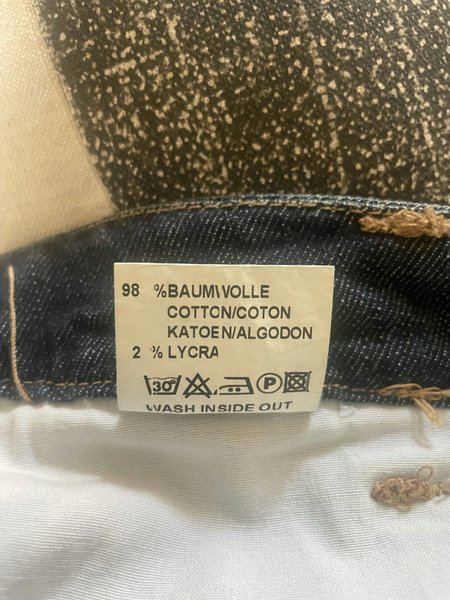 98 %BAUMWOLLE
COTTON/COTON
KATOEN/ALGODON
2 % LYCRA
30° P
WASH INSIDE OUT